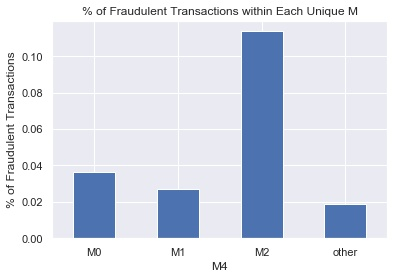 % of Fraudulent Transactions within Each Unique M
% of Fraudulent Transactions
0.10
0.08
0.06
0.04
0.02
0.00
M0 M1 M2 other
M4